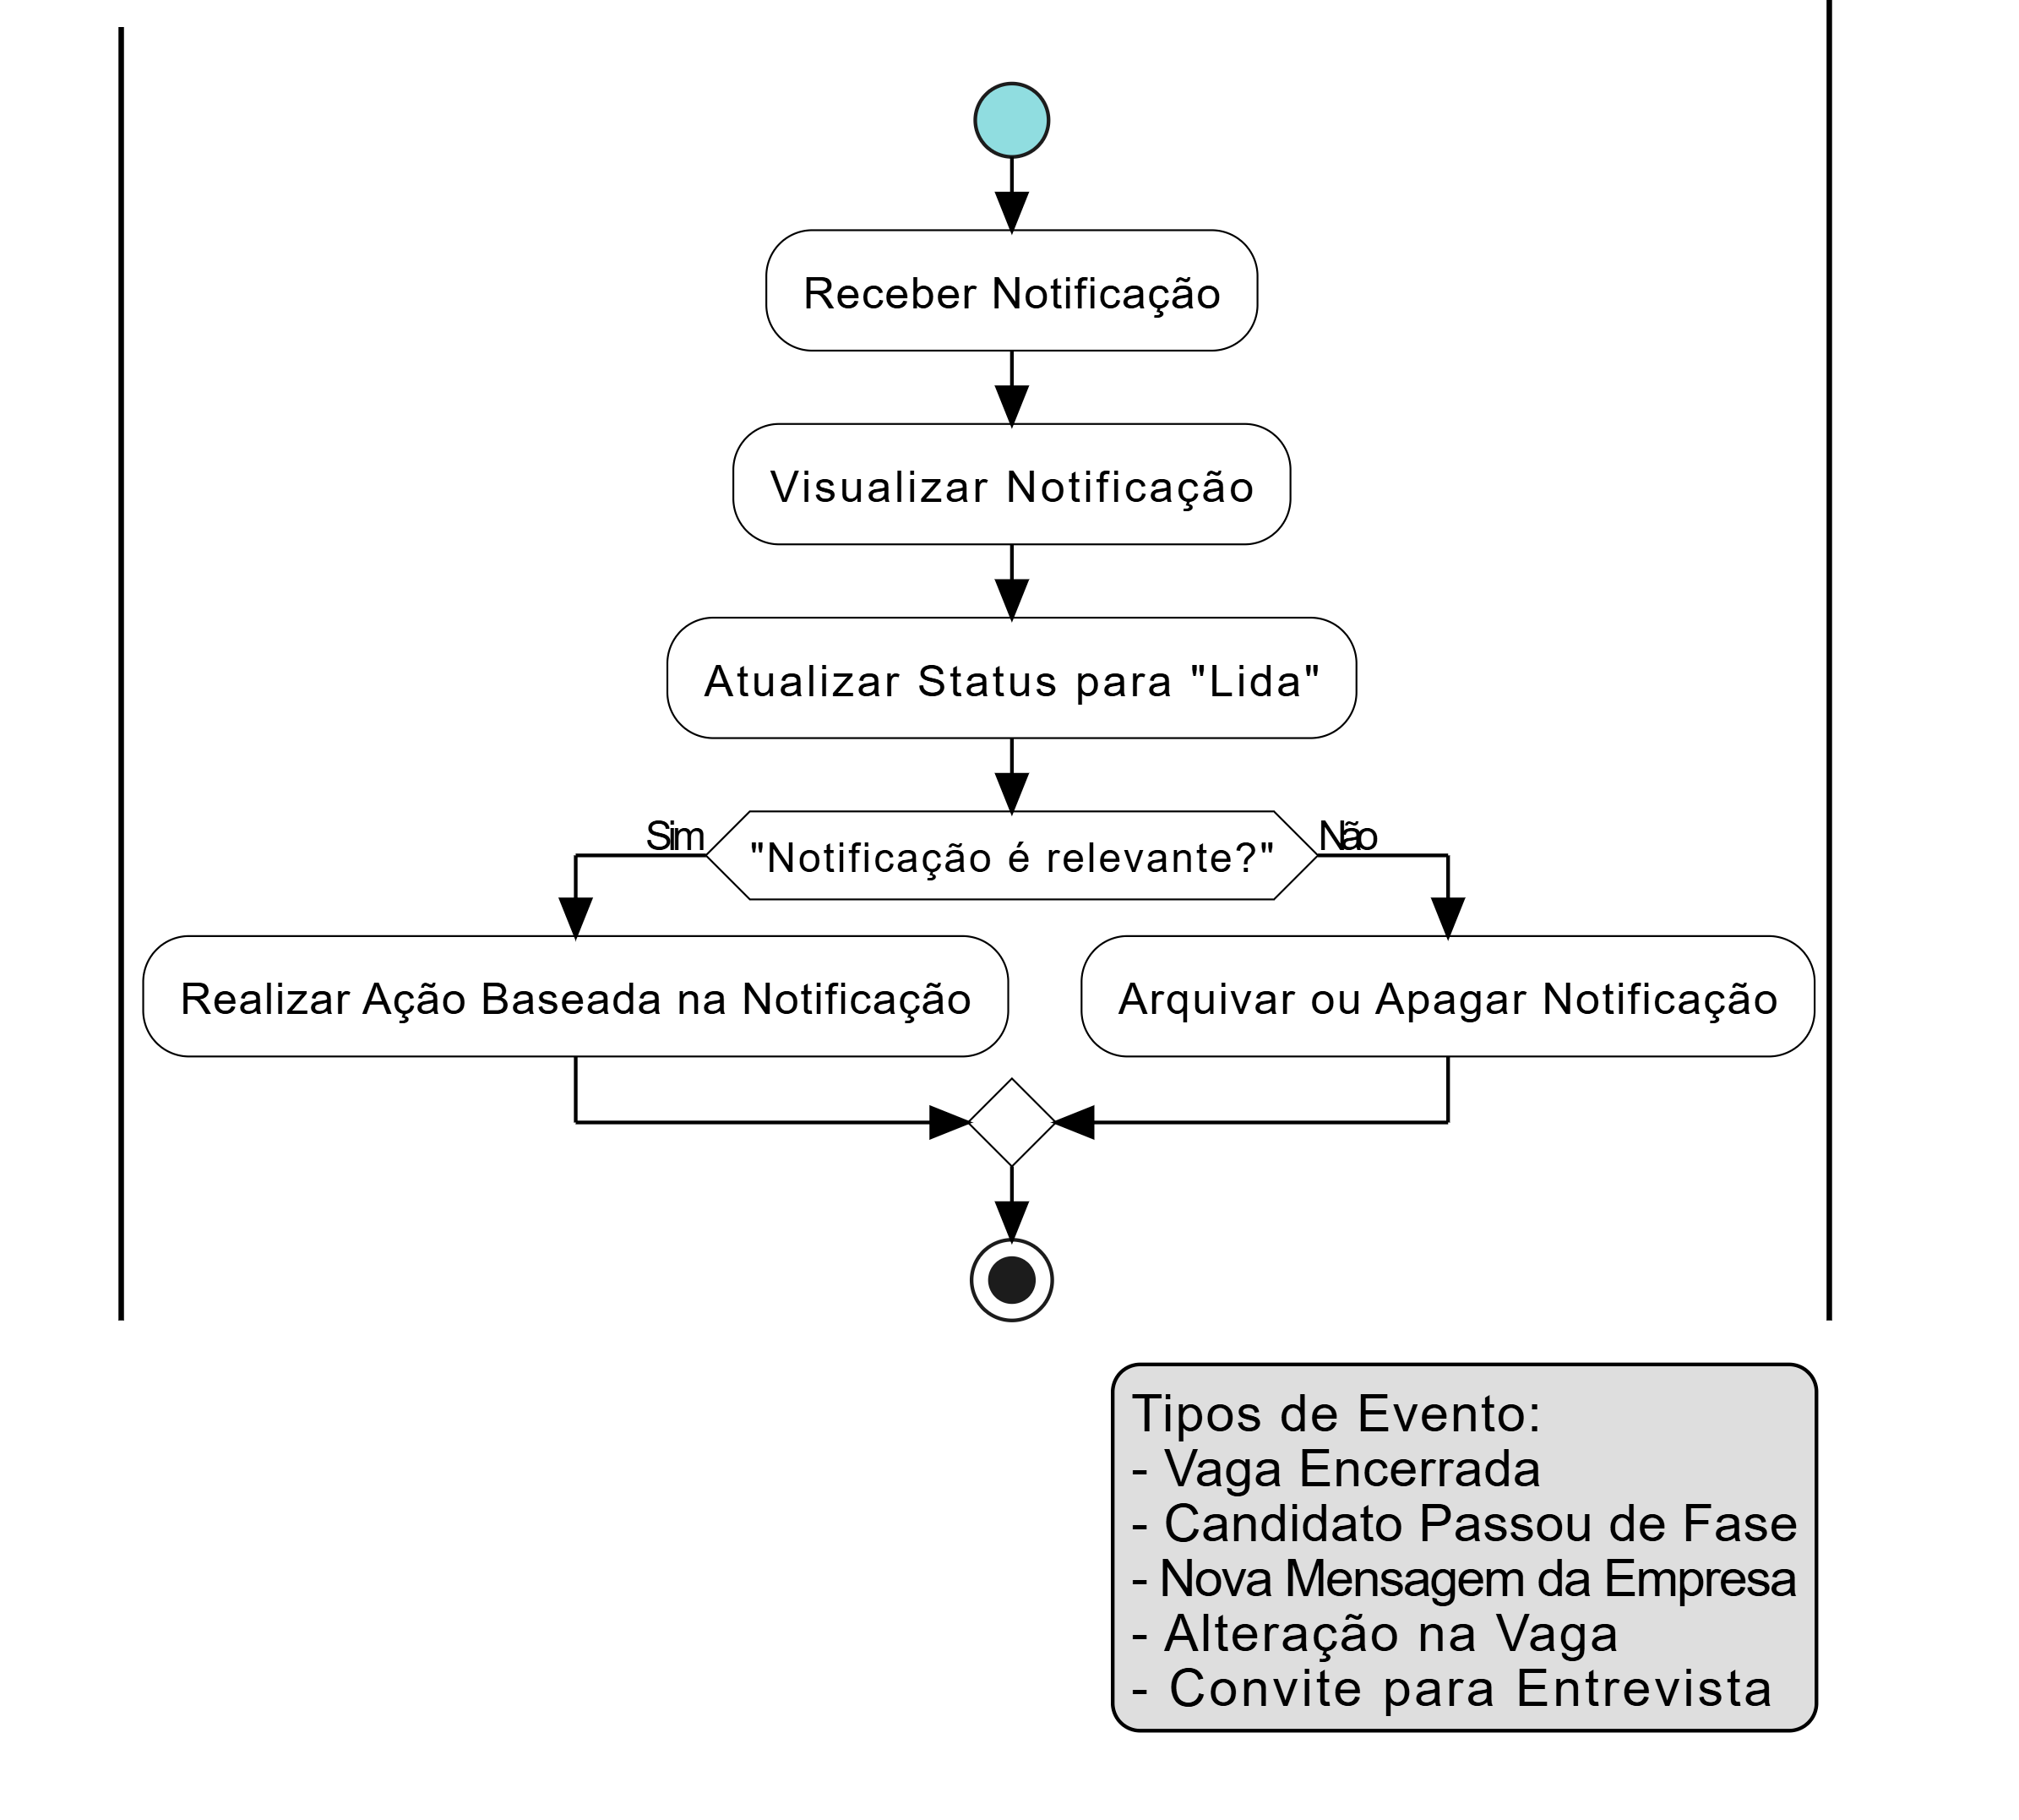 Receber Notificação
Visualizar Notificação
Atualizar Status para "Lida"
Sim
"Notificação é relevante?"
Não
Realizar Ação Baseada na Notificação
Arquivar ou Apagar Notificação
Tipos de Evento:
- Vaga Encerrada
- Candidato Passou de Fase
- Nova Mensagem da Empresa
- Alteração na Vaga
- Convite para Entrevista